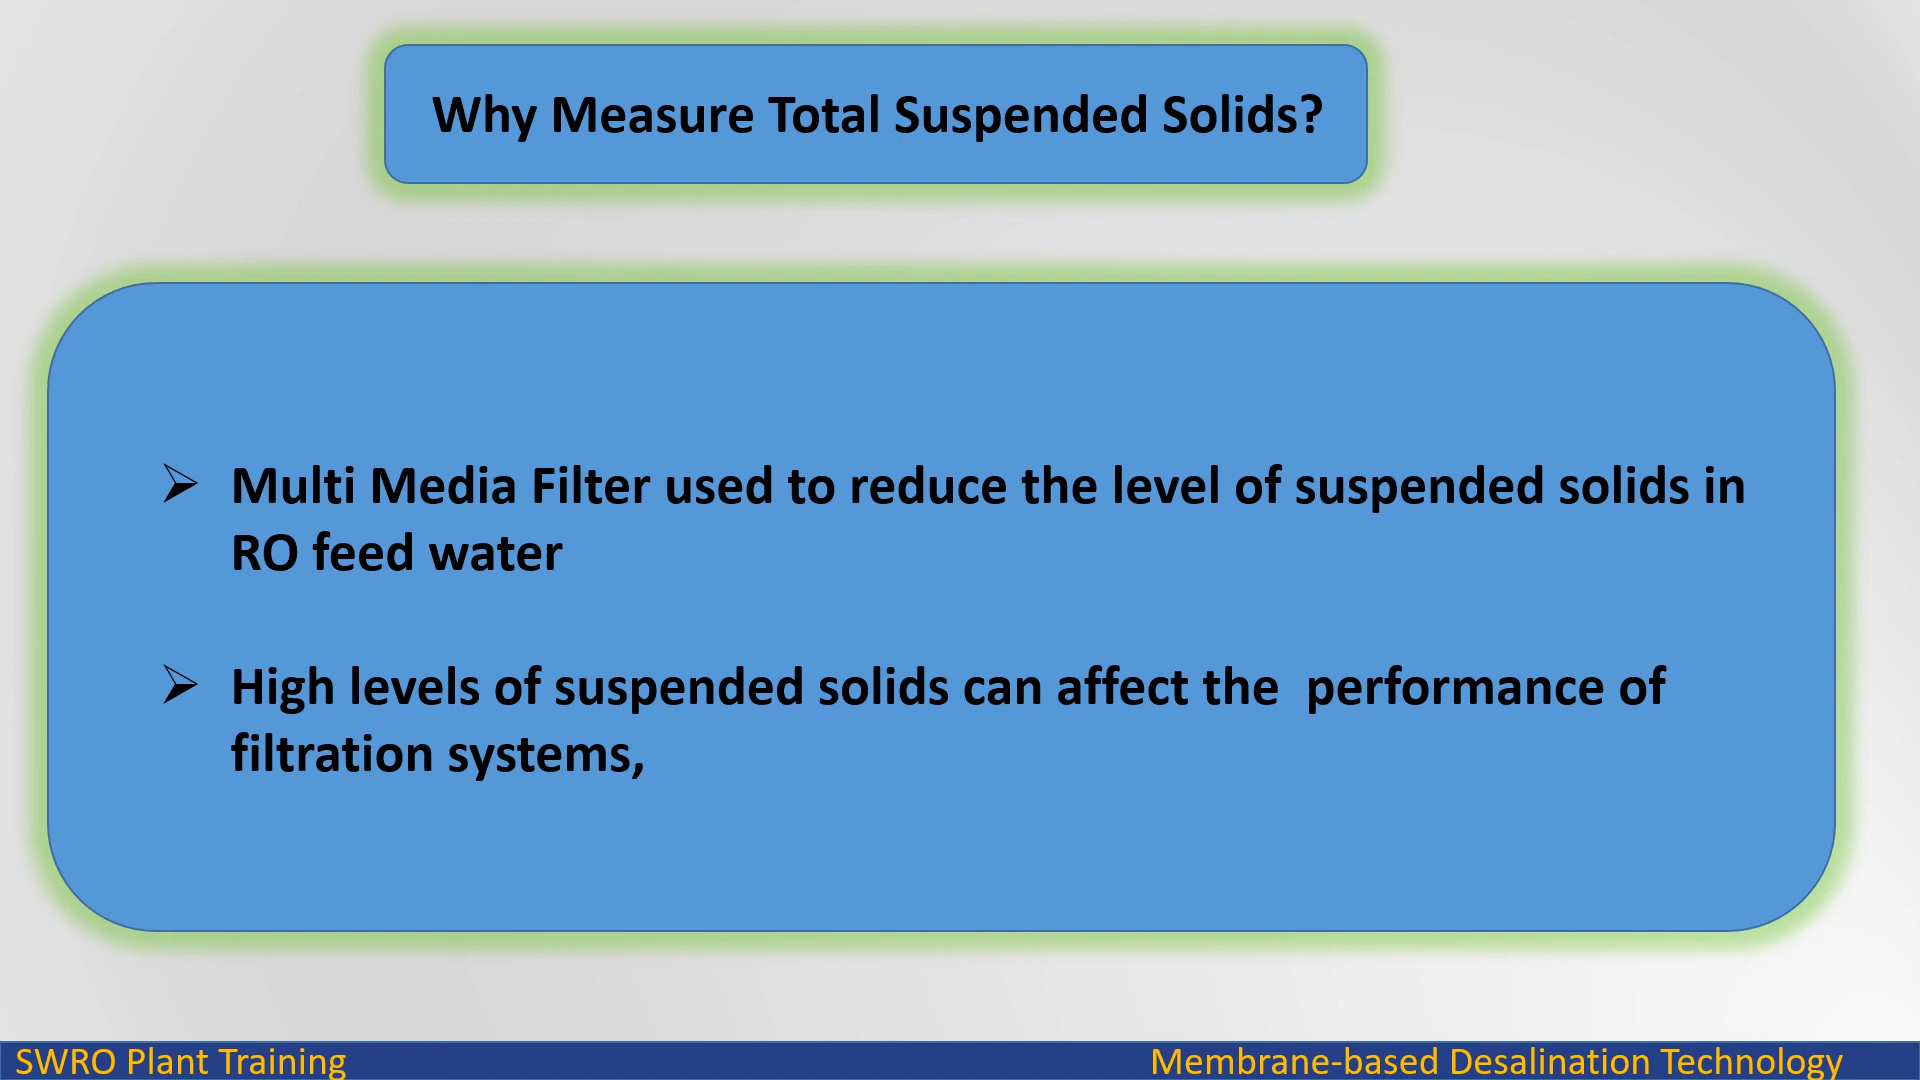 Why Measure Total Suspended Solids?
➢ Multi Media Filter used to reduce the level of suspended solids in
RO feed water
➢ High levels of suspended solids can affect the  performance of
filtration systems,
SWRO Plant Training
Membrane-based Desalination Technology